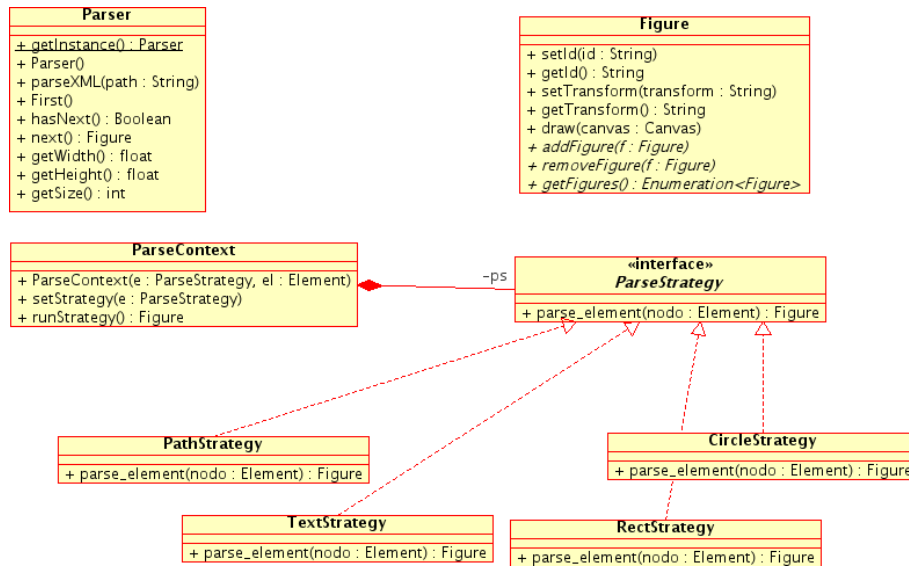 Parser
+ getInstance() : Parser
+ Parser()
+ parseXML(path : String)
+ First()
+ hasNext() : Boolean
+ next() : Figure
+ getWidth() : float
+ getHeight() : float
+ getSize() : int
Figure
+ setId(id : String)
+ getId() : String
+ setTransform(transform : String)
+ getTransform() : String
+ draw(canvas : Canvas)
+ addFigure(f : Figure)
+ removeFigure(f : Figure)
+ getFigures() : Enumeration<Figure>
ParseContext
+ ParseContext(e : ParseStrategy, el : Element)
+ setStrategy(e : ParseStrategy)
+ runStrategy() : Figure
-ps
«interface»
ParseStrategy
+ parse_element(nodo : Element) : Figure
PathStrategy
+ parse_element(nodo : Element) : Figure
CircleStrategy
+ parse_element(nodo : Element) : Figure
TextStrategy
+ parse_element(nodo : Element) : Figure
RectStrategy
+ parse_element(nodo : Element) : Figure